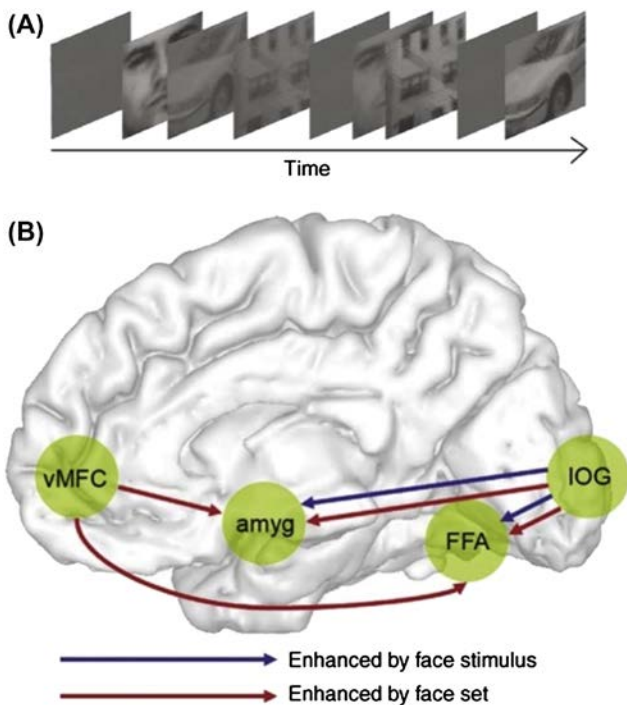 (A)
Time
(B)
vMFC
amyg
FFA
IOG
Enhanced by face stimulus
Enhanced by face set